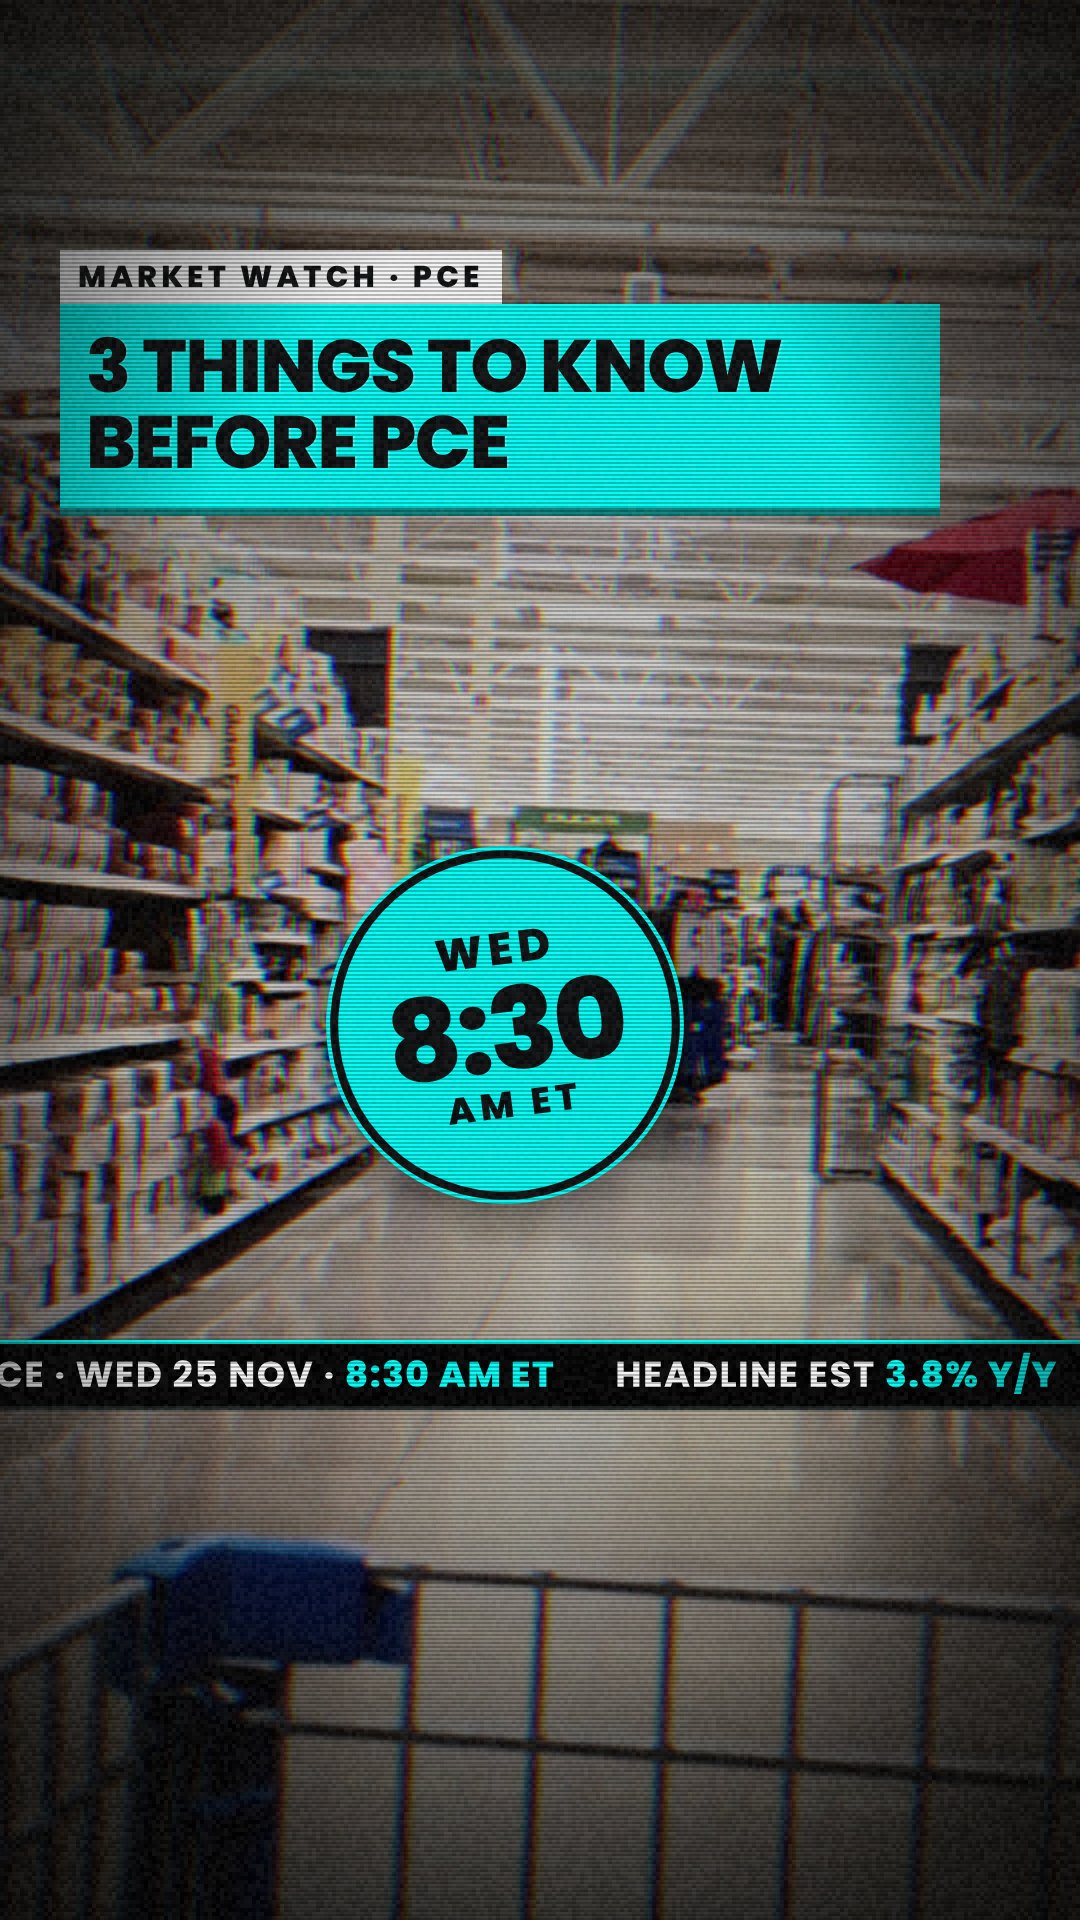 MARKET WATCH · PCE
3 THINGS TO KNOW
BEFORE PCE
WED
8:30
AM ET
CE · WED 25 NOV · 8:30 AM ET HEADLINE EST 3.8% Y/Y